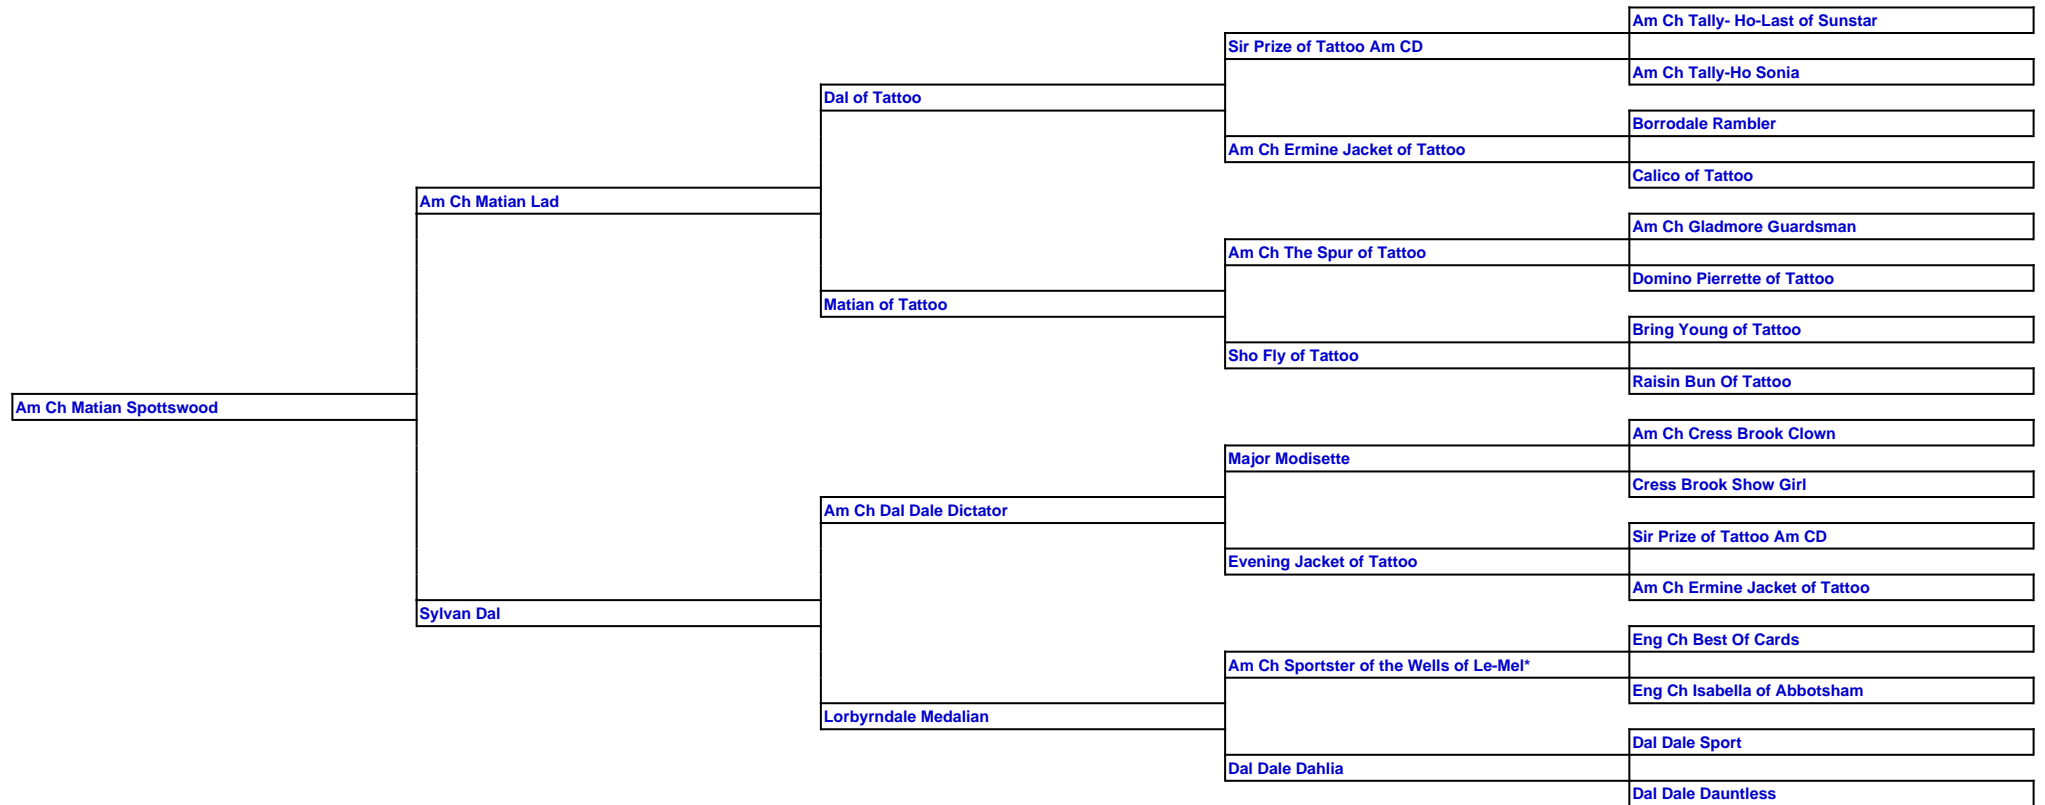 Am Ch Tally- Ho-Last of Sunstar
Sir Prize of Tattoo Am CD
Am Ch Tally-Ho Sonia
Dal of Tattoo
Borrodale Rambler
Am Ch Ermine Jacket of Tattoo
Calico of Tattoo
Am Ch Matian Lad
Am Ch Gladmore Guardsman
Am Ch The Spur of Tattoo
Domino Pierrette of Tattoo
Matian of Tattoo
Bring Young of Tattoo
Sho Fly of Tattoo
Raisin Bun Of Tattoo
Am Ch Matian Spottswood
Am Ch Cress Brook Clown
Major Modisette
Cress Brook Show Girl
Am Ch Dal Dale Dictator
Sir Prize of Tattoo Am CD
Evening Jacket of Tattoo
Am Ch Ermine Jacket of Tattoo
Sylvan Dal
Eng Ch Best Of Cards
Am Ch Sportster of the Wells of Le-Mel*
Eng Ch Isabella of Abbotsham
Lorbyrndale Medalian
Dal Dale Sport
Dal Dale Dahlia
Dal Dale Dauntless